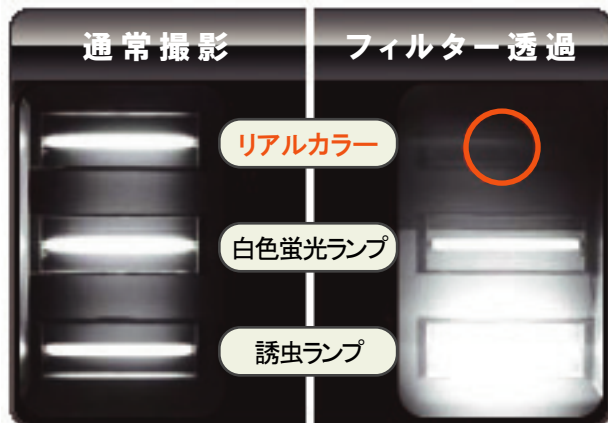 通常撮影
フィルター透過
リアルカラー
白色蛍光ランプ
誘虫ランプ